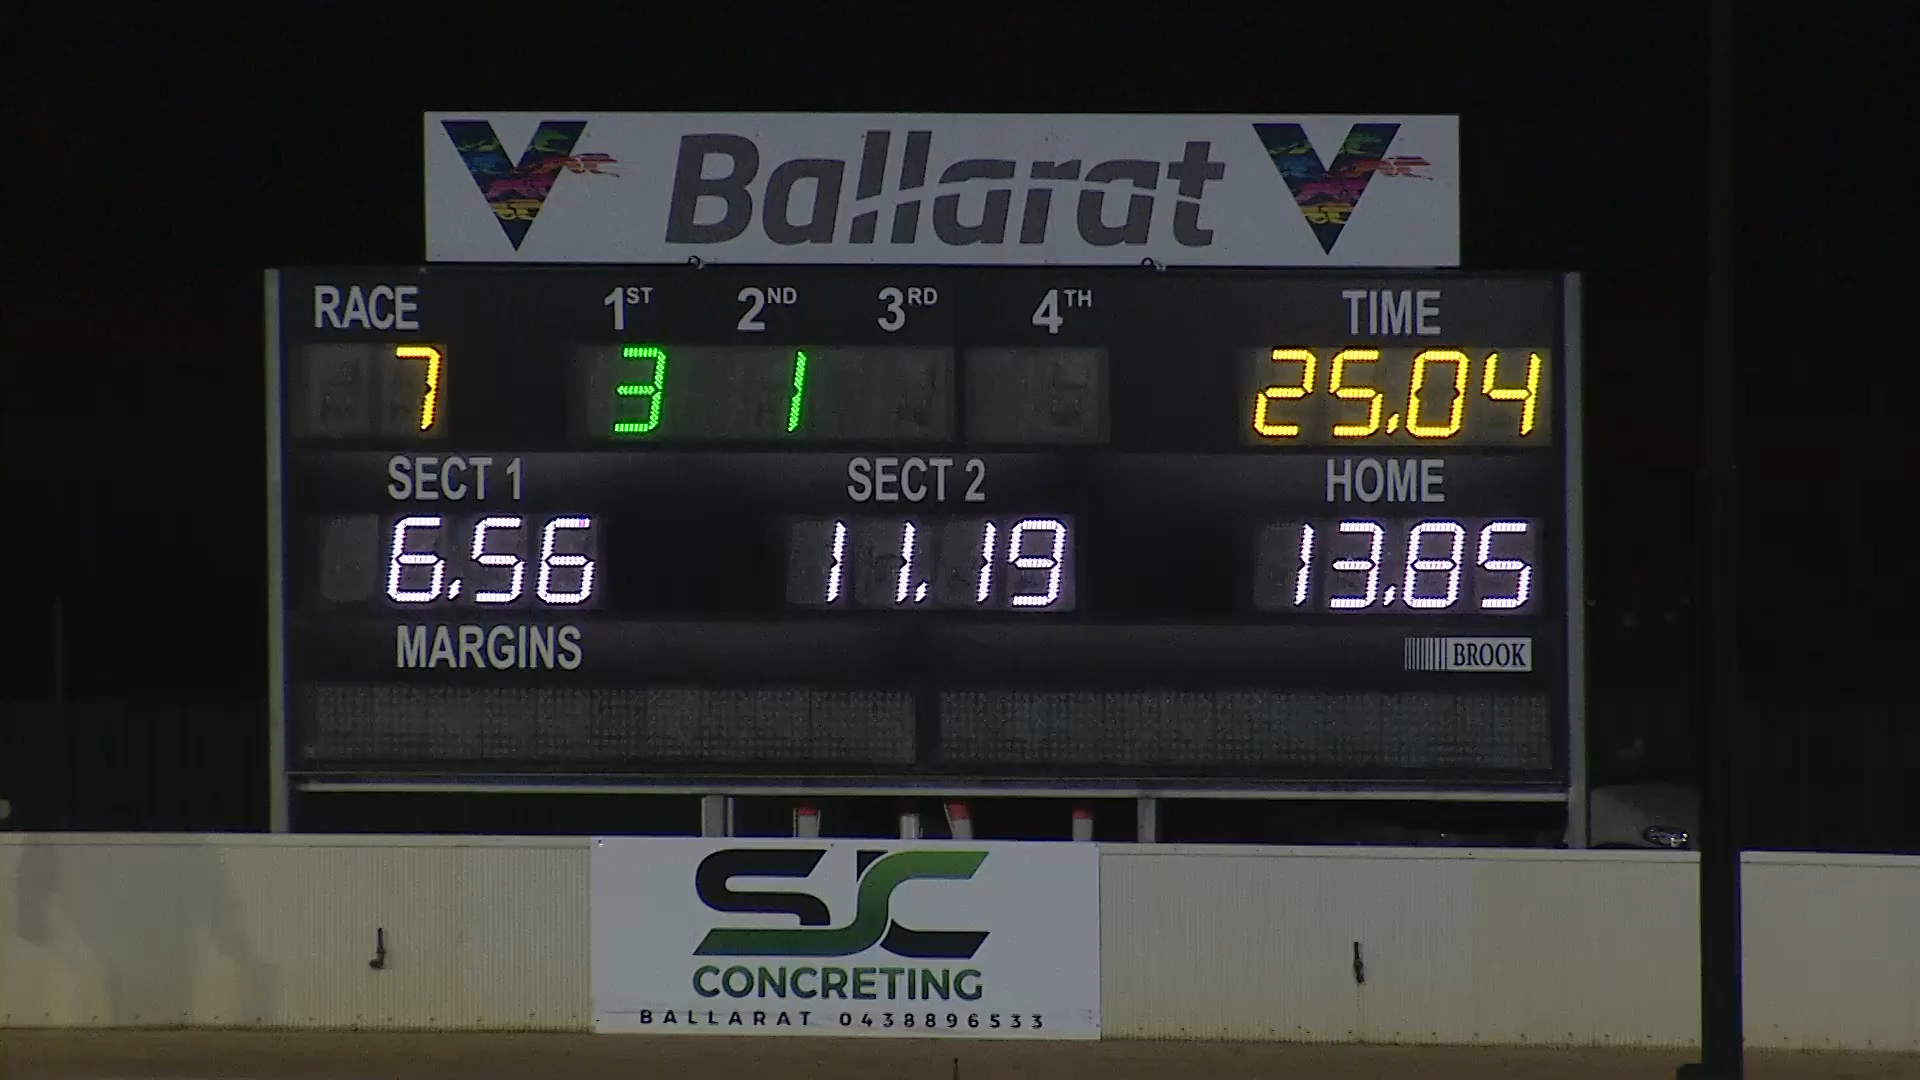 Ballarat
RACE 1ST 2ND 3RD 4TH TIME
7 3 1 25.04
SECT 1 SECT 2 HOME
6.56 11.19 13.85
MARGINS BROOK
SJC
CONCRETING
BALLARAT 0438896533